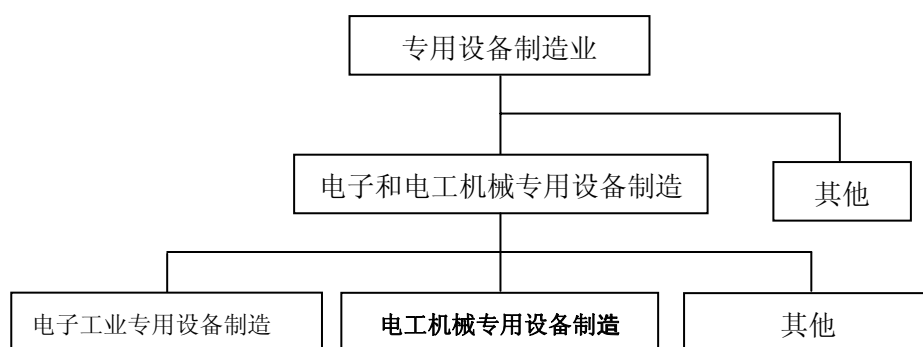 专用设备制造业
电子和电工机械专用设备制造
其他
电子工业专用设备制造
电工机械专用设备制造
其他